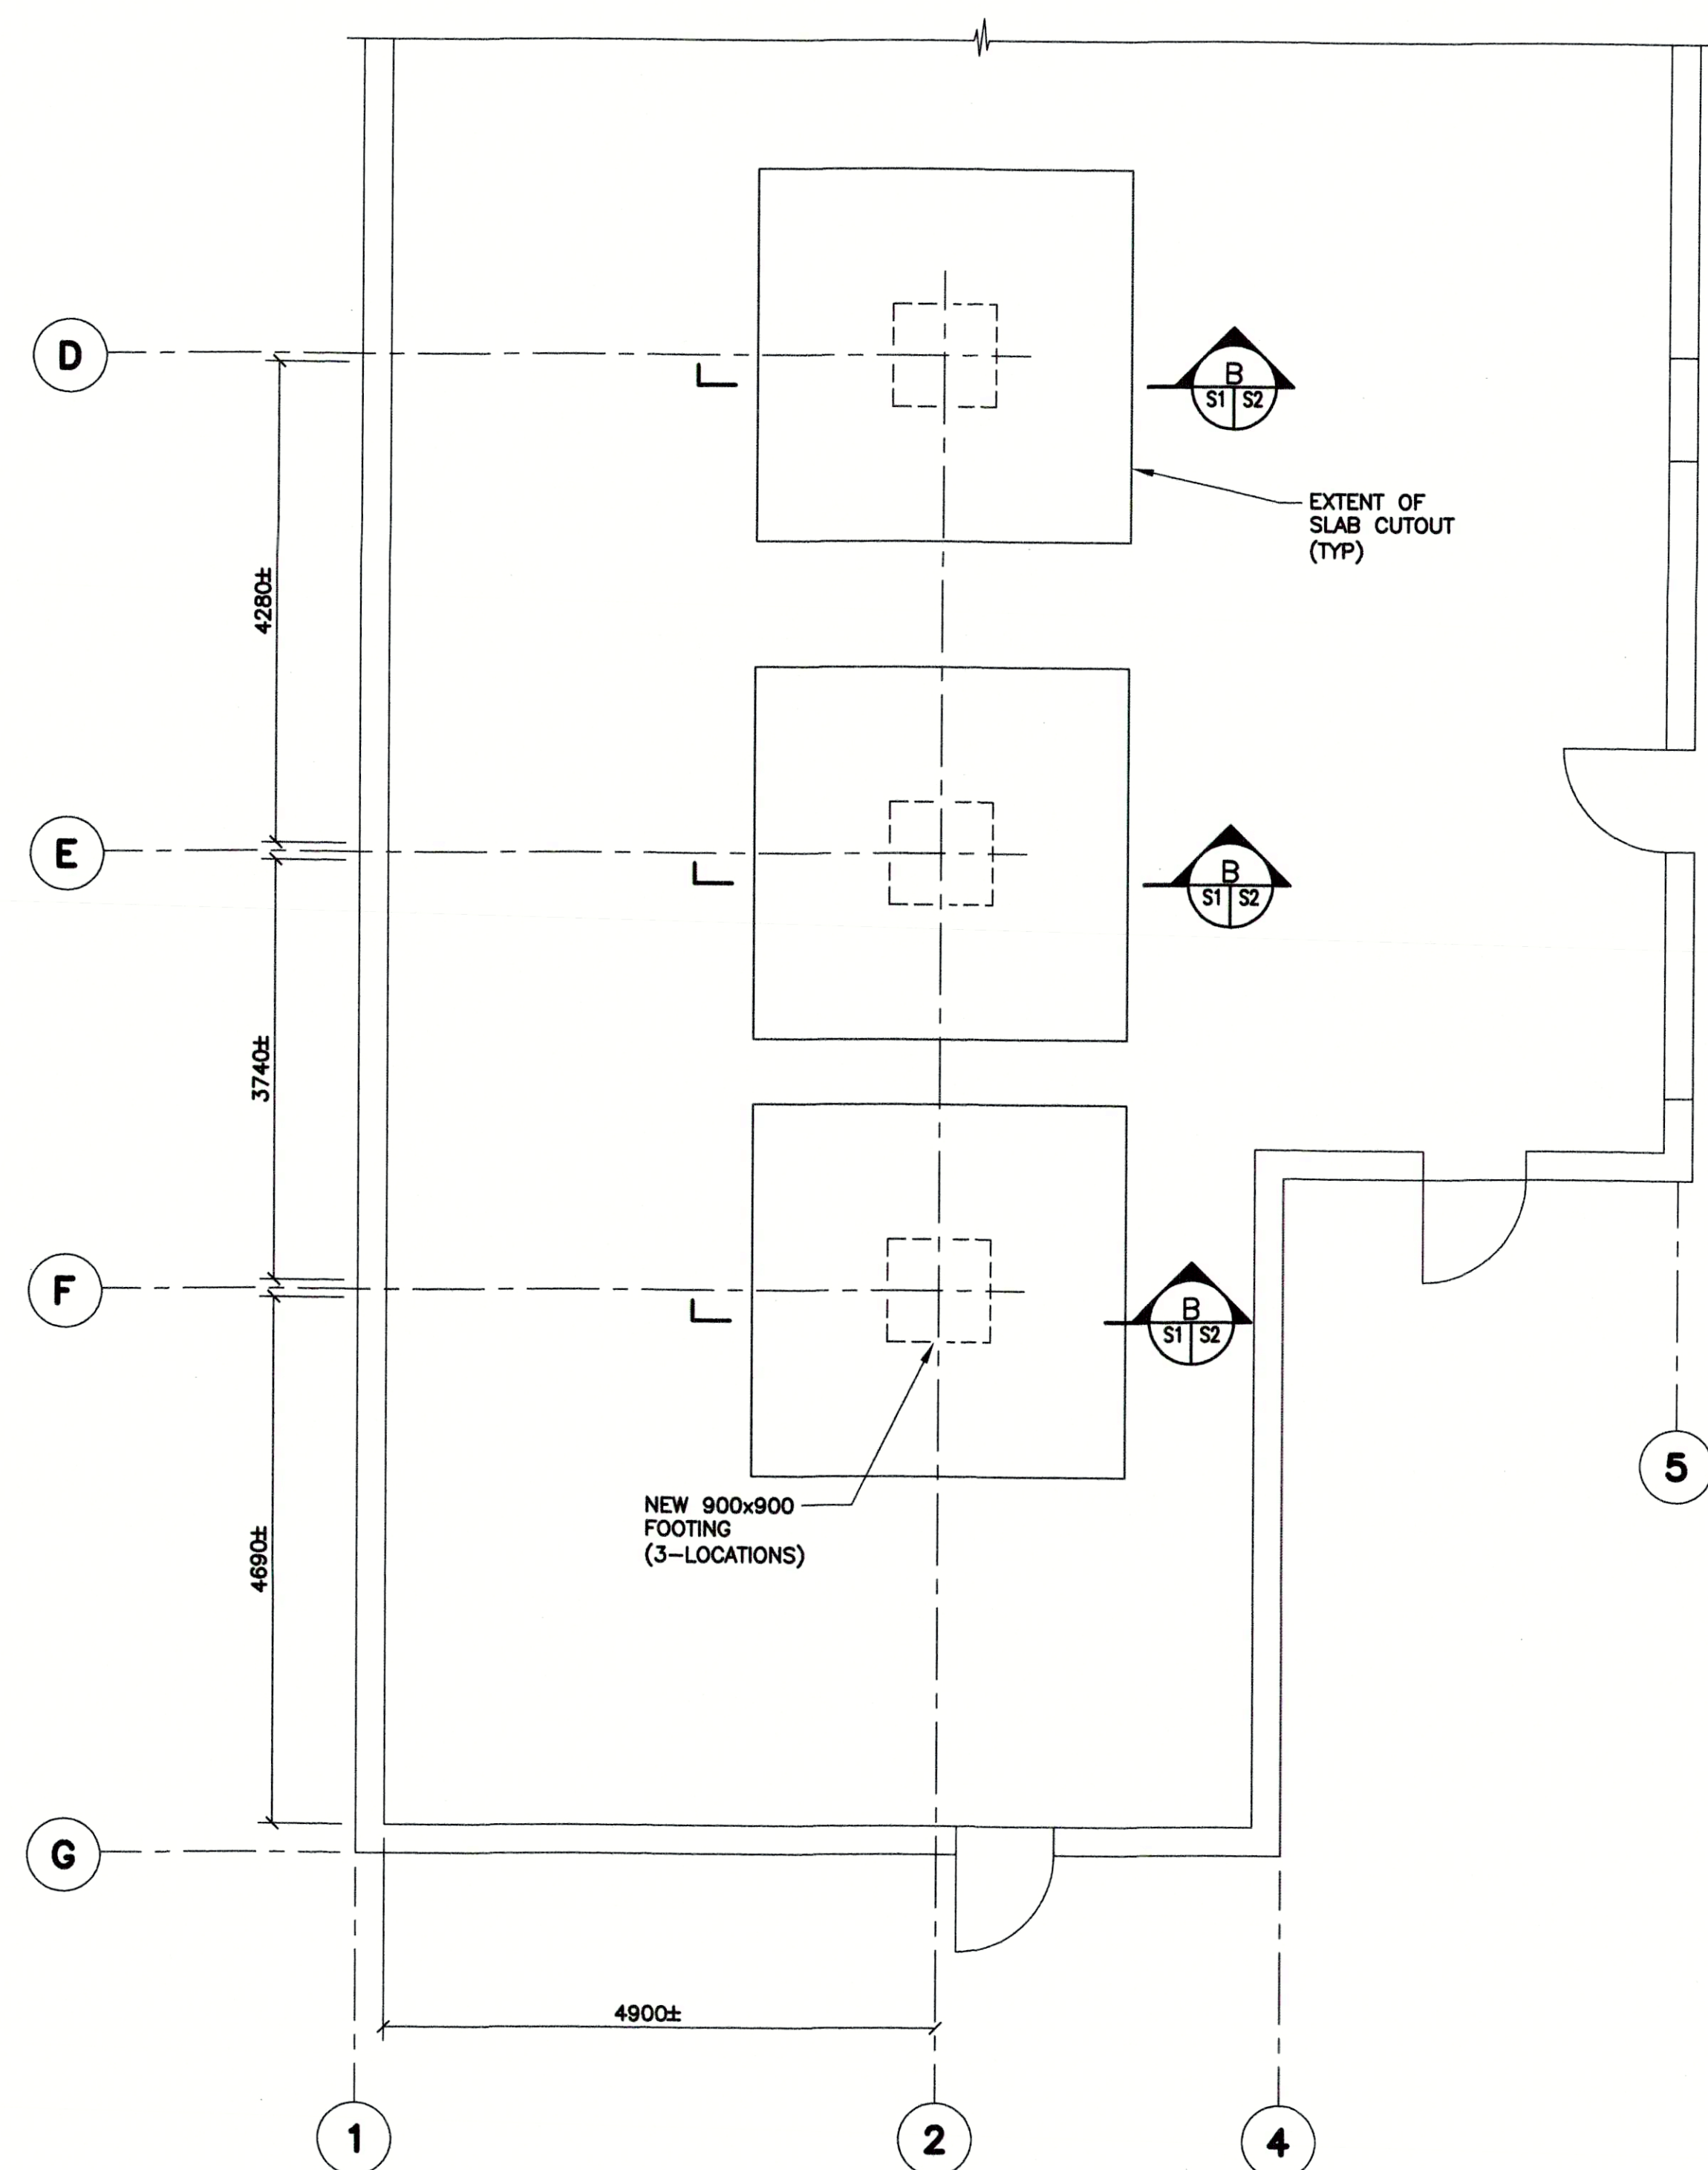 D
B
S1 S2
EXTENT OF
SLAB CUTOUT
(TYP)
4280±
E
B
S1 S2
3740±
F
B
S1 S2
5
NEW 900x900
FOOTING
(3-LOCATIONS)
4690±
G
4900±
1
2
4